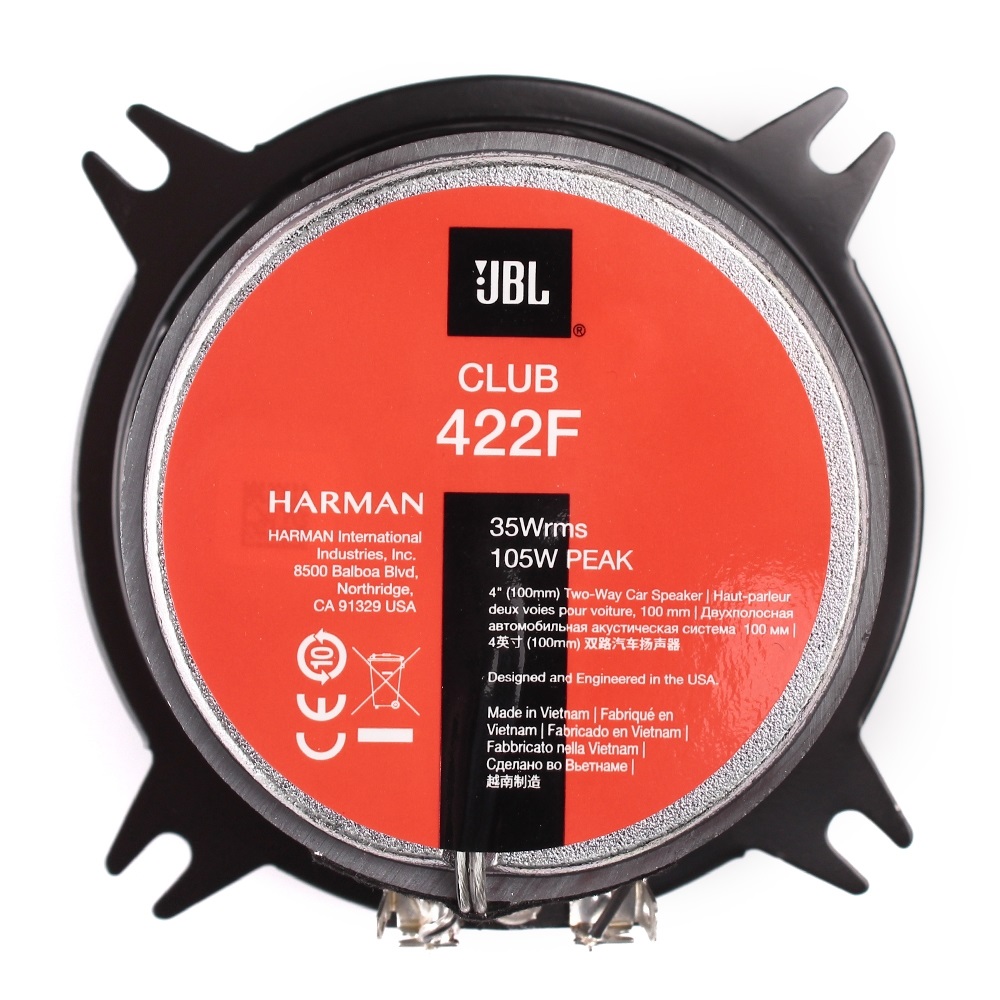 JBL
®
CLUB
422F
HARMAN
HARMAN International
Industries, Inc.
8500 Balboa Blvd,
Northridge,
CA 91329 USA
10
CE
35Wrms
105W PEAK
4" (100mm) Two-Way Car Speaker | Haut-parleur
deux voies pour voiture, 100 mm | Двухполосная
автомобильная акустическая система  100 мм |
4英寸 (100mm) 双路汽车扬声器
Designed and Engineered in the USA.
Made in Vietnam | Fabriqué en
Vietnam | Fabricado en Vietnam |
Fabbricato nella Vietnam |
Сделано во Вьетнаме |
越南制造